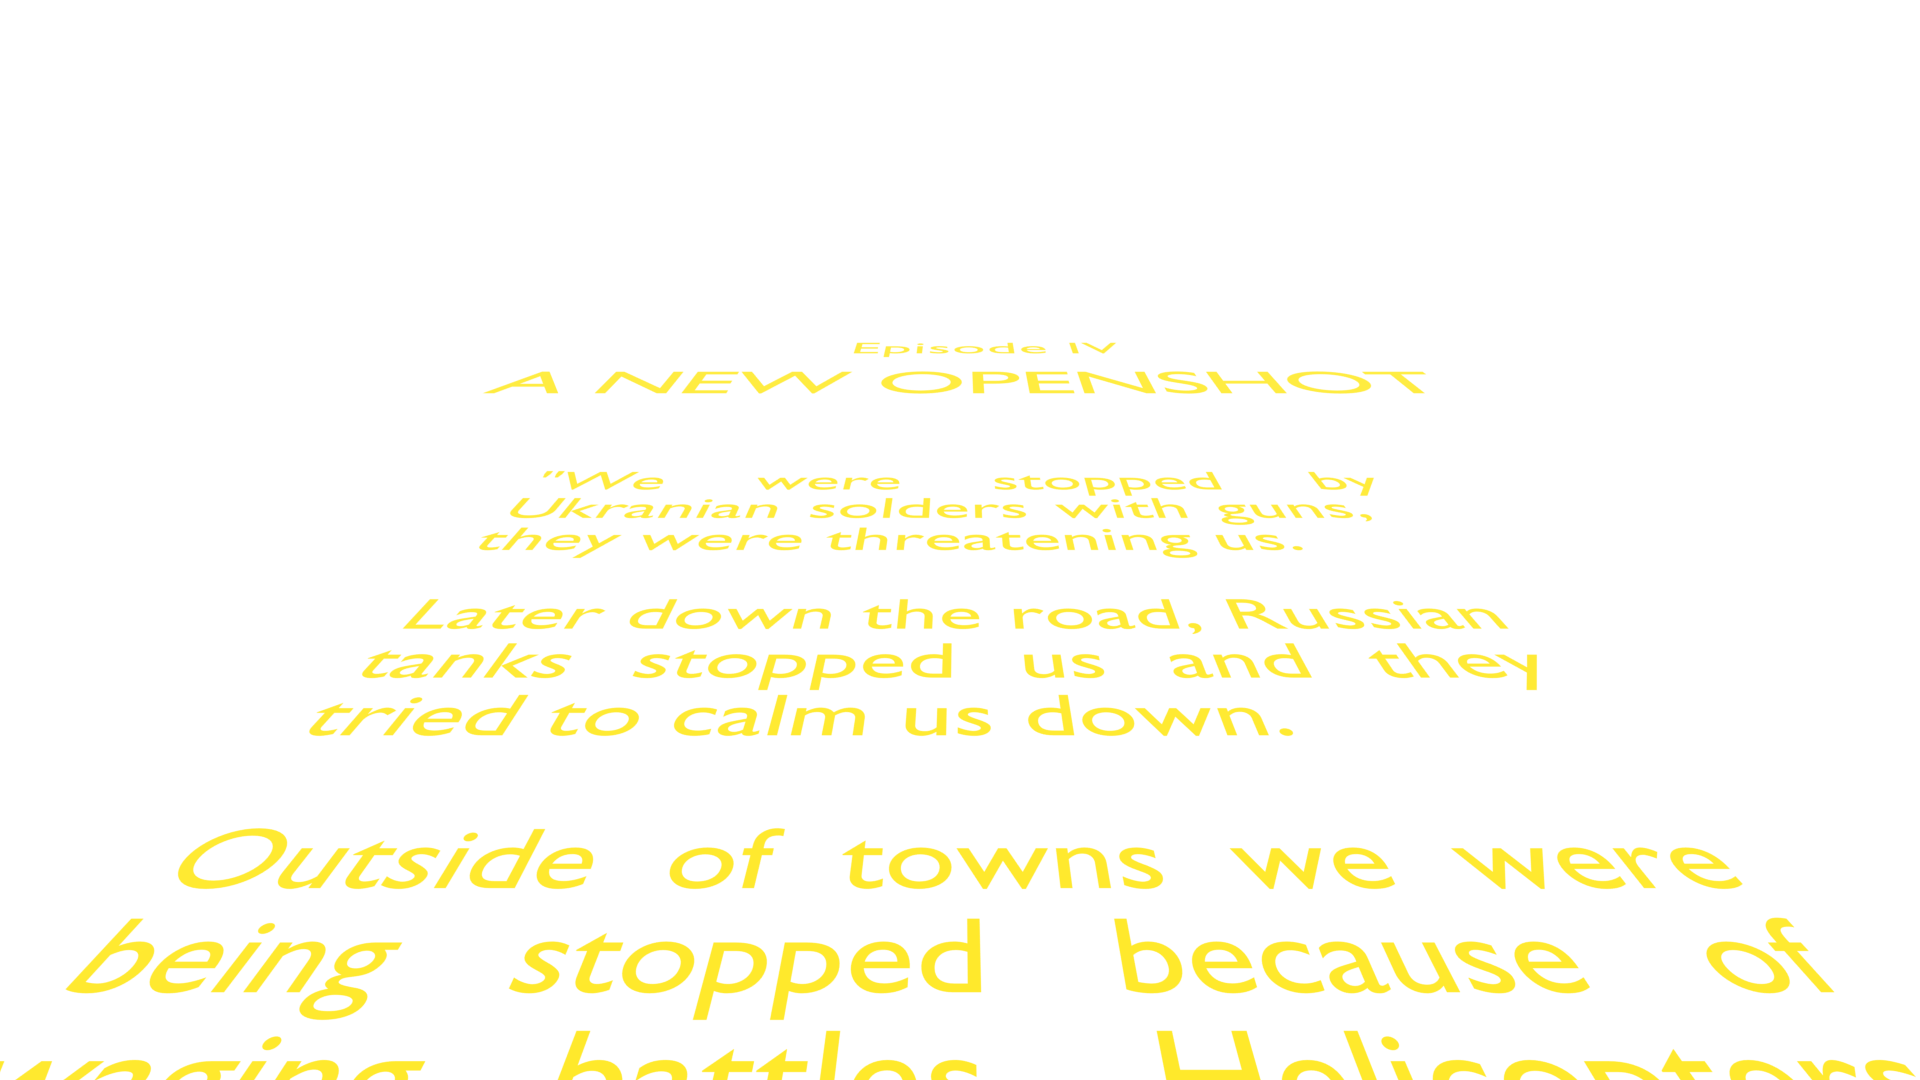 Episode IV
A NEW OPENSHOT
"We were stopped by
Ukranian solders with guns,
they were threatening us.
Later down the road, Russian
tanks stopped us and they
tried to calm us down.
Outside of towns we were
being stopped because of
waging battles. Helicopters